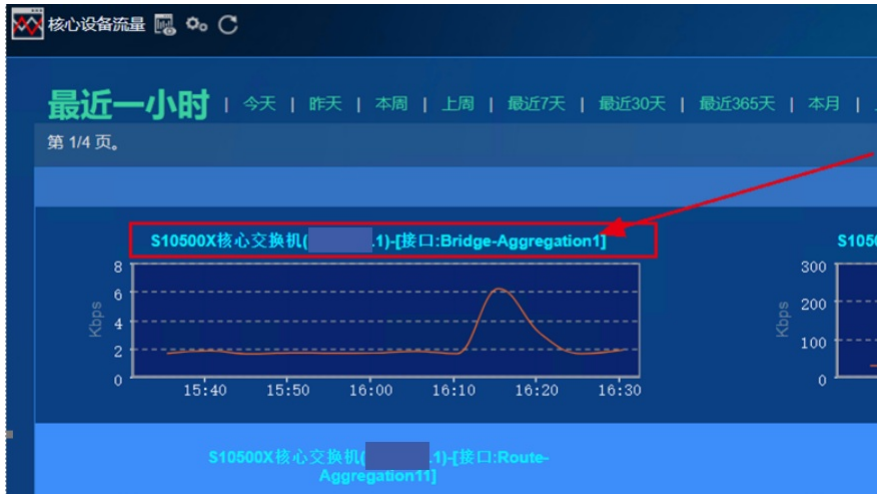 核心设备流量
最近一小时 | 今天 | 昨天 | 本周 | 上周 | 最近7天 | 最近30天 | 最近365天 | 本月 |
第 1/4 页。
S10500X核心交换机( .1)-[接口:Bridge-Aggregation1]
8
6
4
2
0
Kbps
15:40 15:50 16:00 16:10 16:20 16:30
S1050
300
200
100
0
Kbps
S10500X核心交换机( .1)-[接口:Route-
Aggregation11]